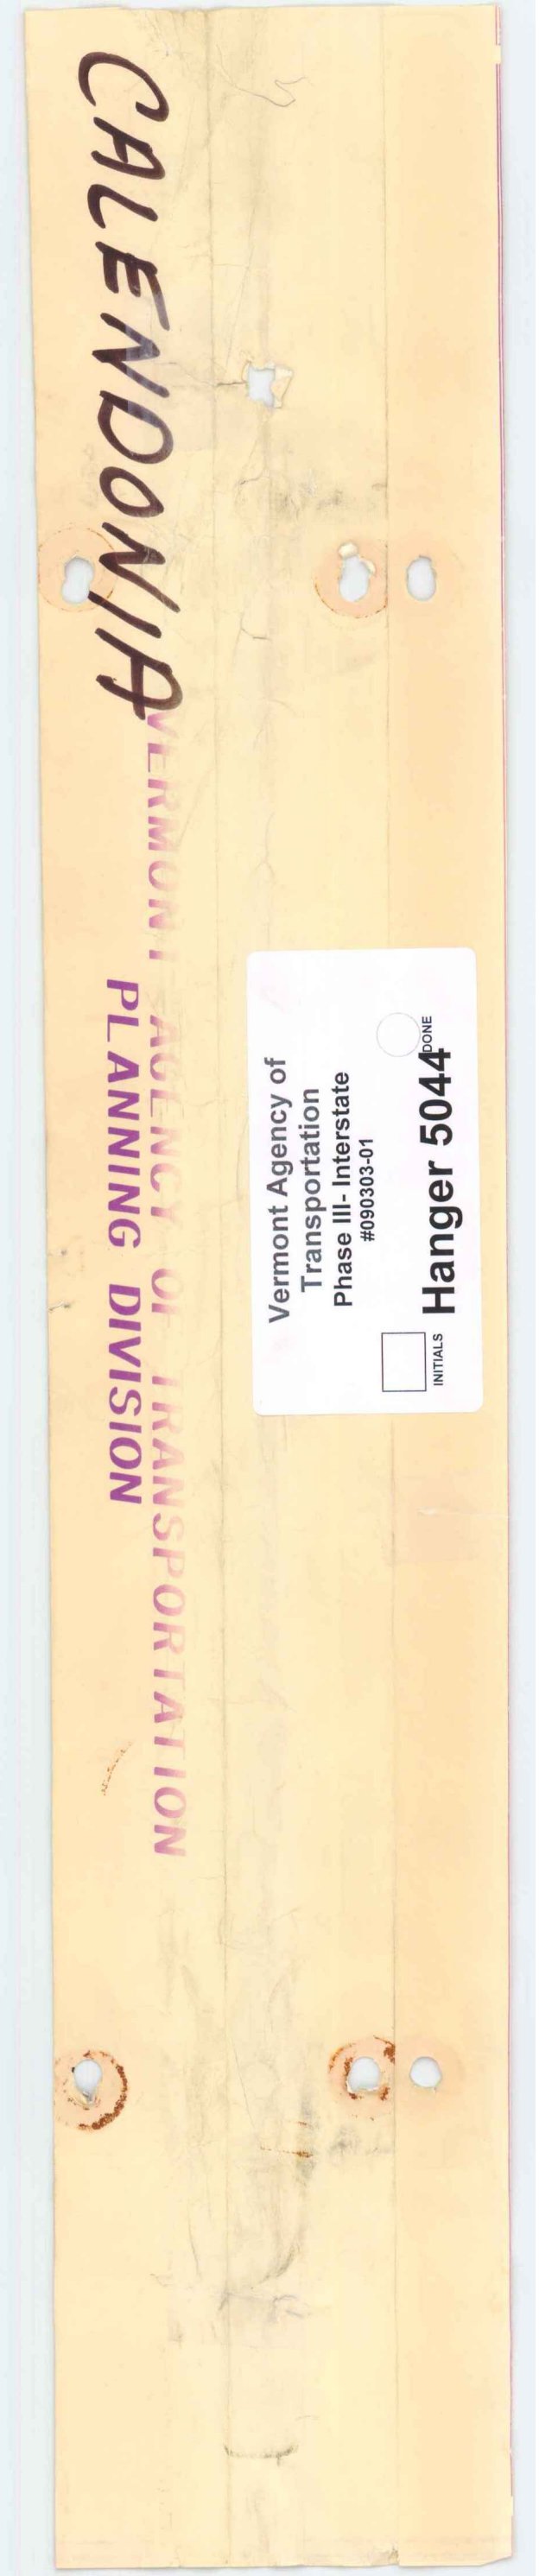 CALENDONIA
VERMONT AGENCY OF TRANSPORTATION
PLANNING DIVISION
Vermont Agency of
Transportation
Phase III- Interstate
#090303-01
DONE
INITIALS
Hanger 5044